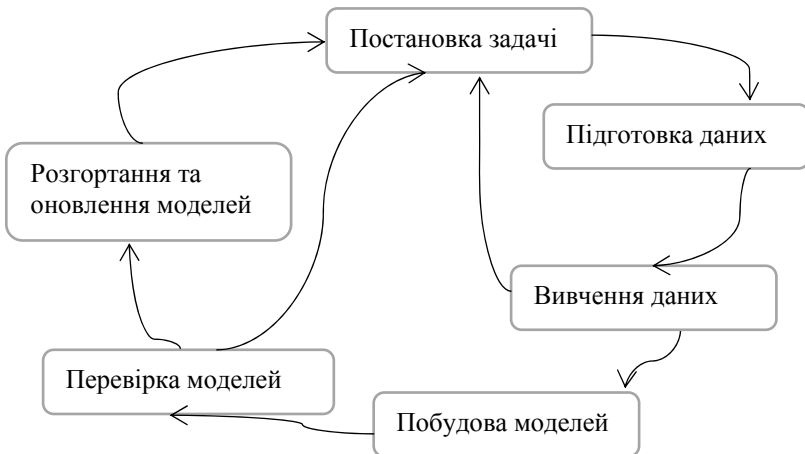 Постановка задачі
Підготовка даних
Розгортання та
оновлення моделей
Вивчення даних
Перевірка моделей
Побудова моделей